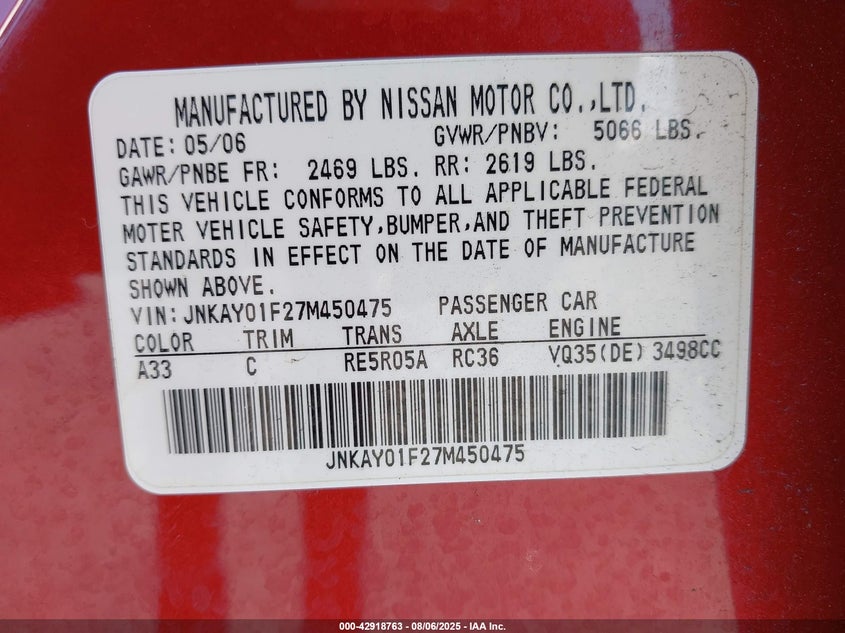 MANUFACTURED BY NISSAN MOTOR CO.,LTD.
DATE: 05/06 GVWR/PNBV: 5066 LBS.
GAWR/PNBE FR: 2469 LBS. RR: 2619 LBS.
THIS VEHICLE CONFORMS TO ALL APPLICABLE FEDERAL
MOTER VEHICLE SAFETY,BUMPER,AND THEFT PREVENTION
STANDARDS IN EFFECT ON THE DATE OF MANUFACTURE
SHOWN ABOVE.
VIN:JNKAY01F27M450475 PASSENGER CAR
COLOR TRIM TRANS AXLE ENGINE
A33 C RE5R05A RC36 VQ35(DE)3498CC
JNKAY01F27M450475
000-42918763 - 08/06/2025 - IAA Inc.